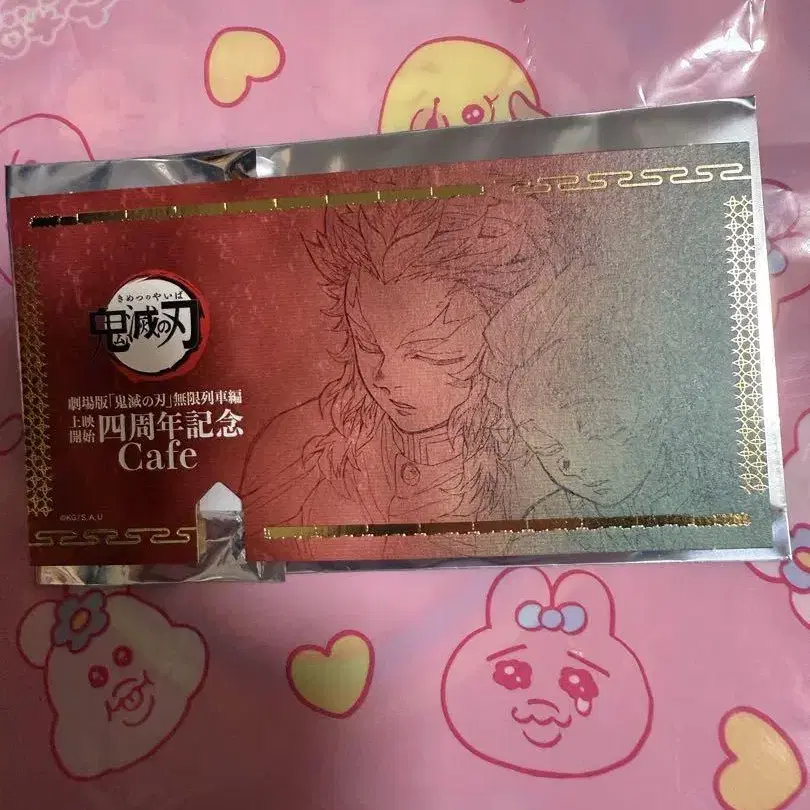 きめつのやいば
鬼滅の刃
劇場版「鬼滅の刃」無限列車編
上映開始 四周年記念
Cafe
©KG/S,A,U